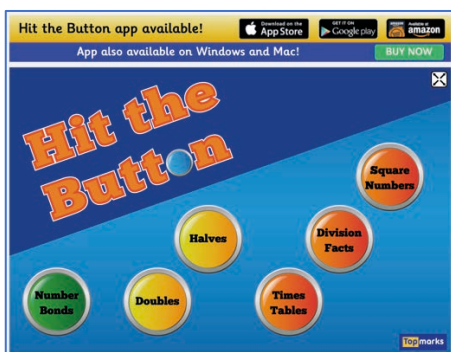 Hit the Button app available!
Download on the
App Store
GET IT ON
Google play
Available at
amazon
App also available on Windows and Mac!
BUY NOW
Hit the
Button
Square
Numbers
Halves
Division
Facts
Number
Bonds
Doubles
Times
Tables
Topmarks